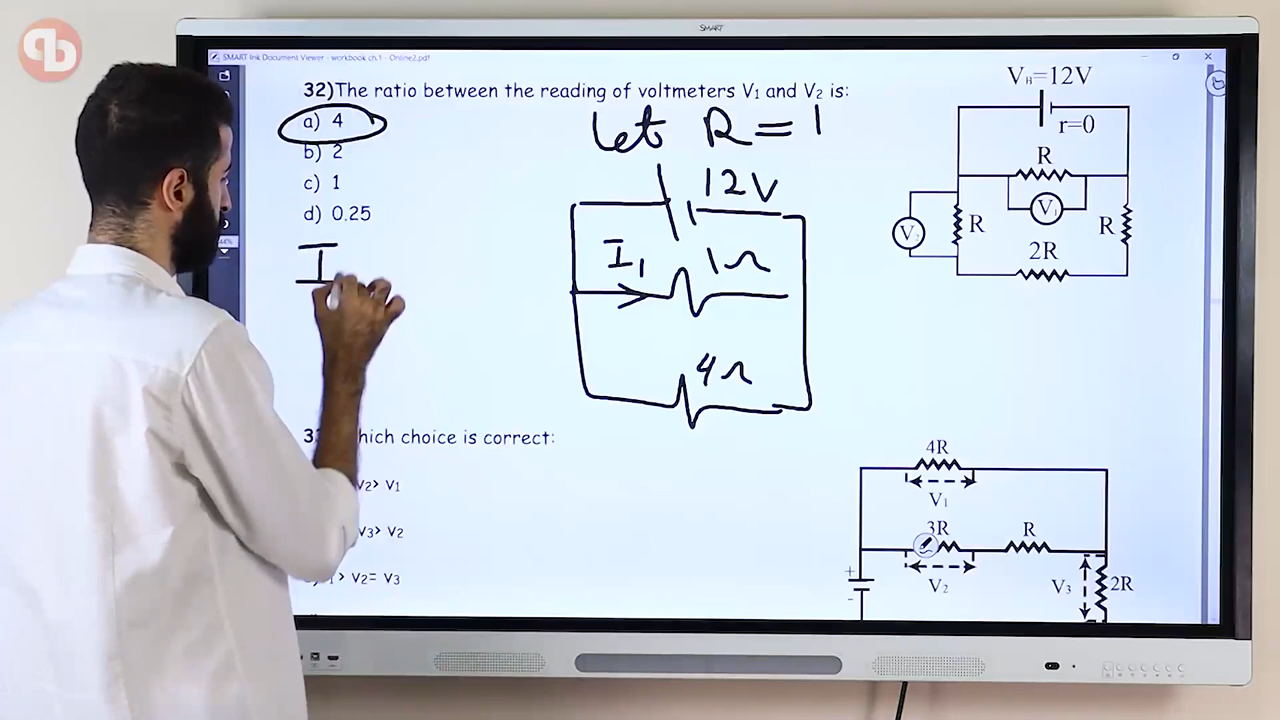 qb
SMART
SMART Ink Document Viewer - workbook ch.1 - Online2.pdf
32)The ratio between the reading of voltmeters V₁ and V₂ is:
a) 4
b) 2
c) 1
d) 0.25
I
let R = 1
12V
I₁ 1Ω
4Ω
V_B=12V
r=0
R
V₁
V₂ R R
2R
hich choice is correct:
V₂> V₁
V₃> V₂
> V₂= V₃
4R
V₁
3R R
V₂ V₃ 2R
+
-